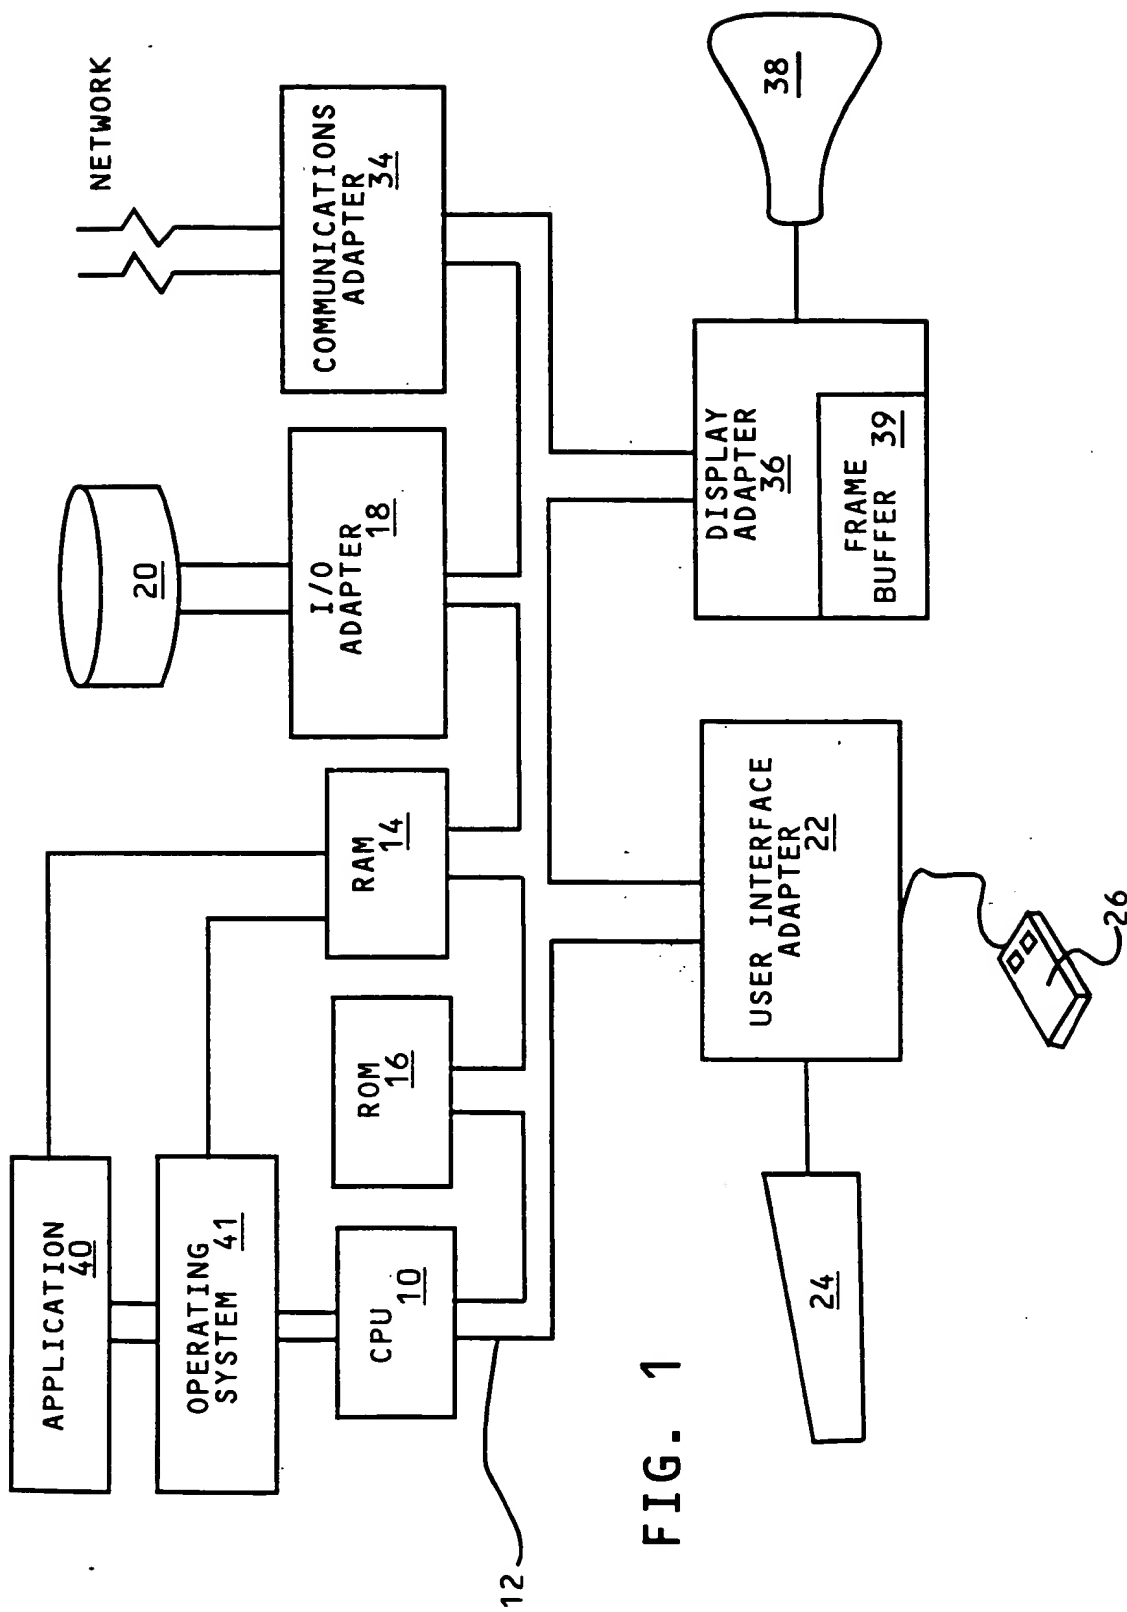 APPLICATION
40
OPERATING
SYSTEM 41
CPU
10
ROM
16
RAM
14
I/O
ADAPTER
18
20
COMMUNICATIONS
ADAPTER
34
NETWORK
12
24
USER INTERFACE
ADAPTER
22
26
DISPLAY
ADAPTER
36
FRAME
BUFFER
39
38
FIG. 1